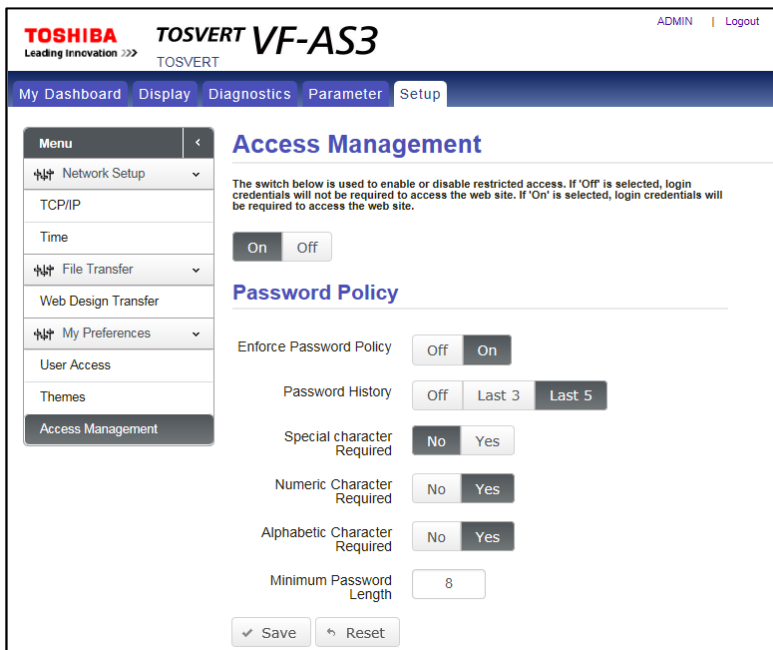 TOSHIBA
Leading Innovation >>>
TOSVERT VF-AS3
TOSVERT
ADMIN | Logout
My Dashboard Display Diagnostics Parameter Setup
Menu
Network Setup
TCP/IP
Time
File Transfer
Web Design Transfer
My Preferences
User Access
Themes
Access Management
Access Management
The switch below is used to enable or disable restricted access. If 'Off' is selected, login
credentials will not be required to access the web site. If 'On' is selected, login credentials will
be required to access the web site.
On Off
Password Policy
Enforce Password Policy Off On
Password History Off Last 3 Last 5
Special character
Required No Yes
Numeric Character
Required No Yes
Alphabetic Character
Required No Yes
Minimum Password
Length 8
Save Reset